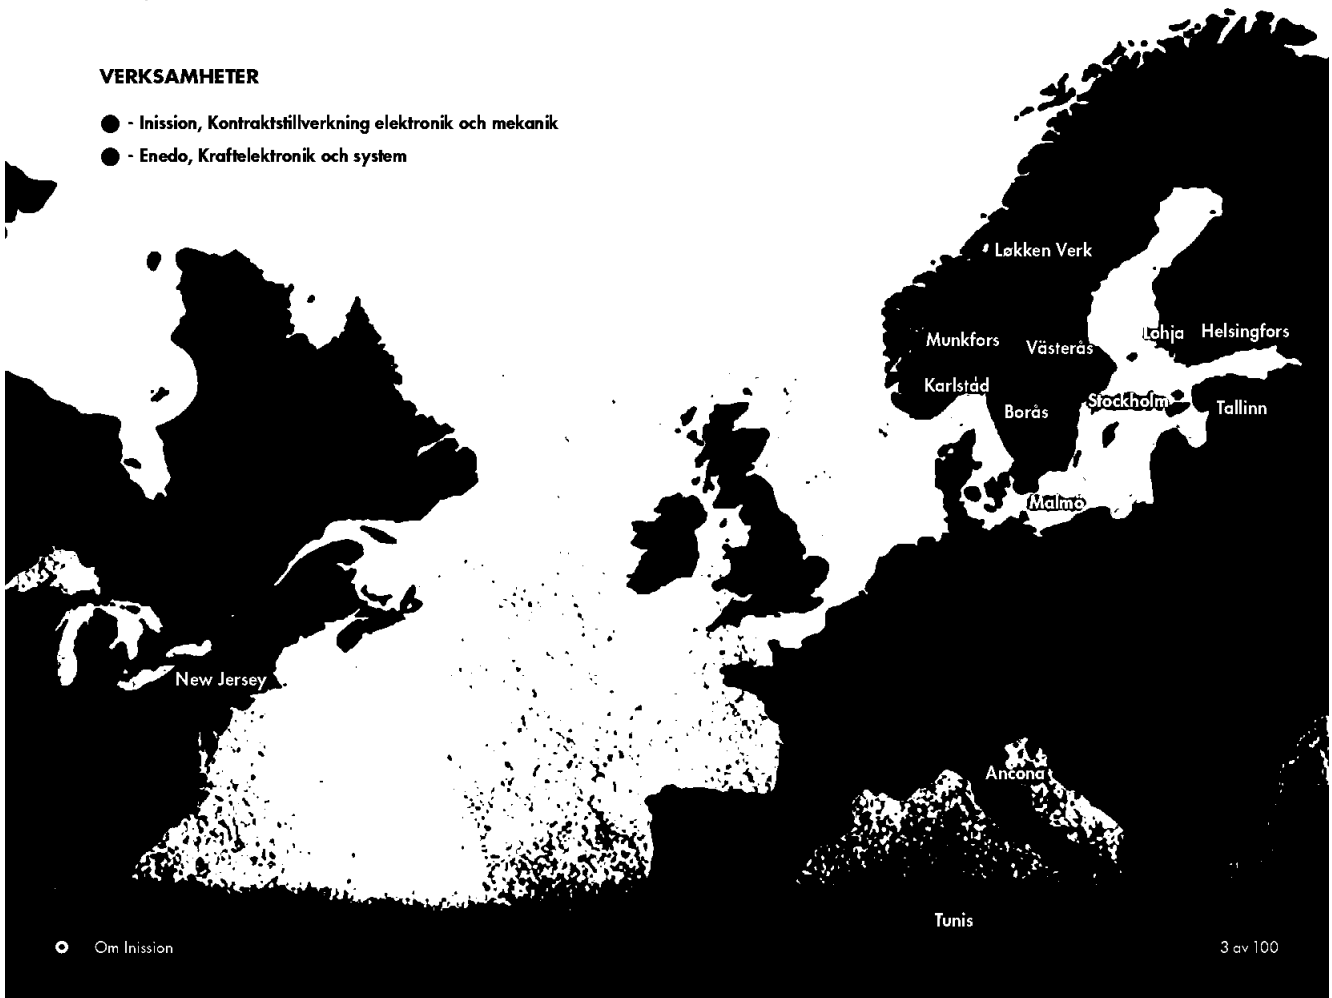 VERKSAMHETER
- Inission, Kontraktstillverkning elektronik och mekanik
- Enedo, Kraftelektronik och system
Løkken Verk
Munkfors
Västerås
Lohja
Helsingfors
Karlstad
Borås
Stockholm
Tallinn
Malmö
New Jersey
Ancona
Tunis
Om Inission
3 av 100